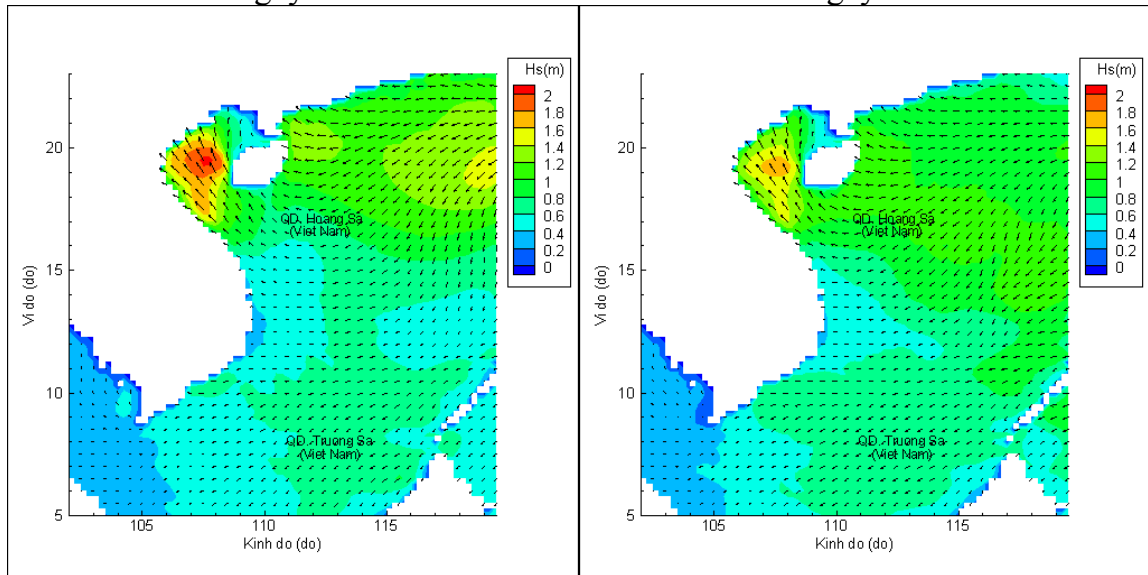 Hs(m)
2
1.8
1.6
1.4
1.2
1
0.8
0.6
0.4
0.2
0
20
15
10
5
Vi do (do)
QD. Hoang Sa
(Viet Nam)
QD. Truong Sa
(Viet Nam)
105
110
115
Kinh do (do)
Hs(m)
2
1.8
1.6
1.4
1.2
1
0.8
0.6
0.4
0.2
0
20
15
10
5
Vi do (do)
QD. Hoang Sa
(Viet Nam)
QD. Truong Sa
(Viet Nam)
105
110
115
Kinh do (do)